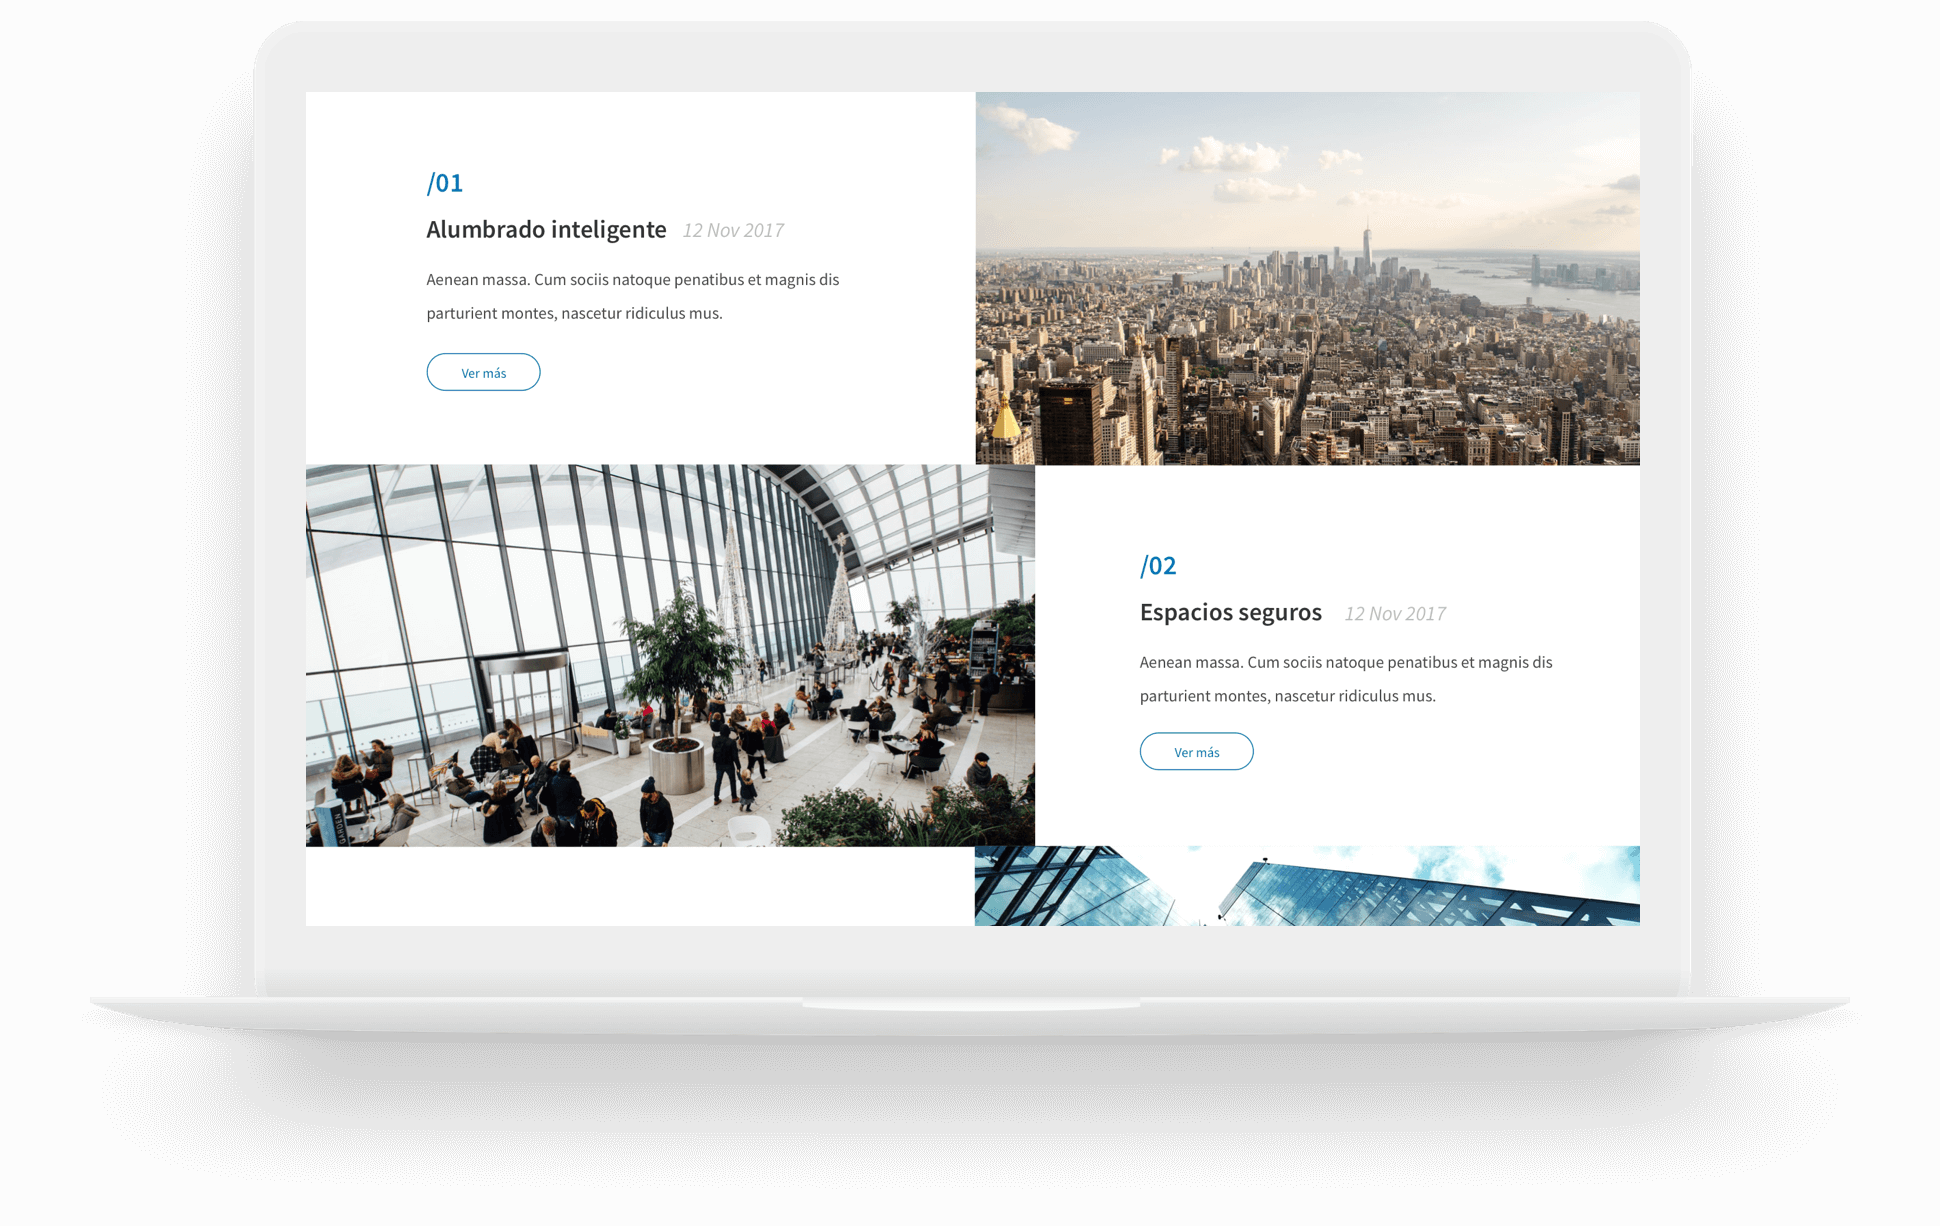 /01
Alumbrado inteligente 12 Nov 2017
Aenean massa. Cum sociis natoque penatibus et magnis dis
parturient montes, nascetur ridiculus mus.
Ver más
/02
Espacios seguros 12 Nov 2017
Aenean massa. Cum sociis natoque penatibus et magnis dis
parturient montes, nascetur ridiculus mus.
Ver más
GARDEN